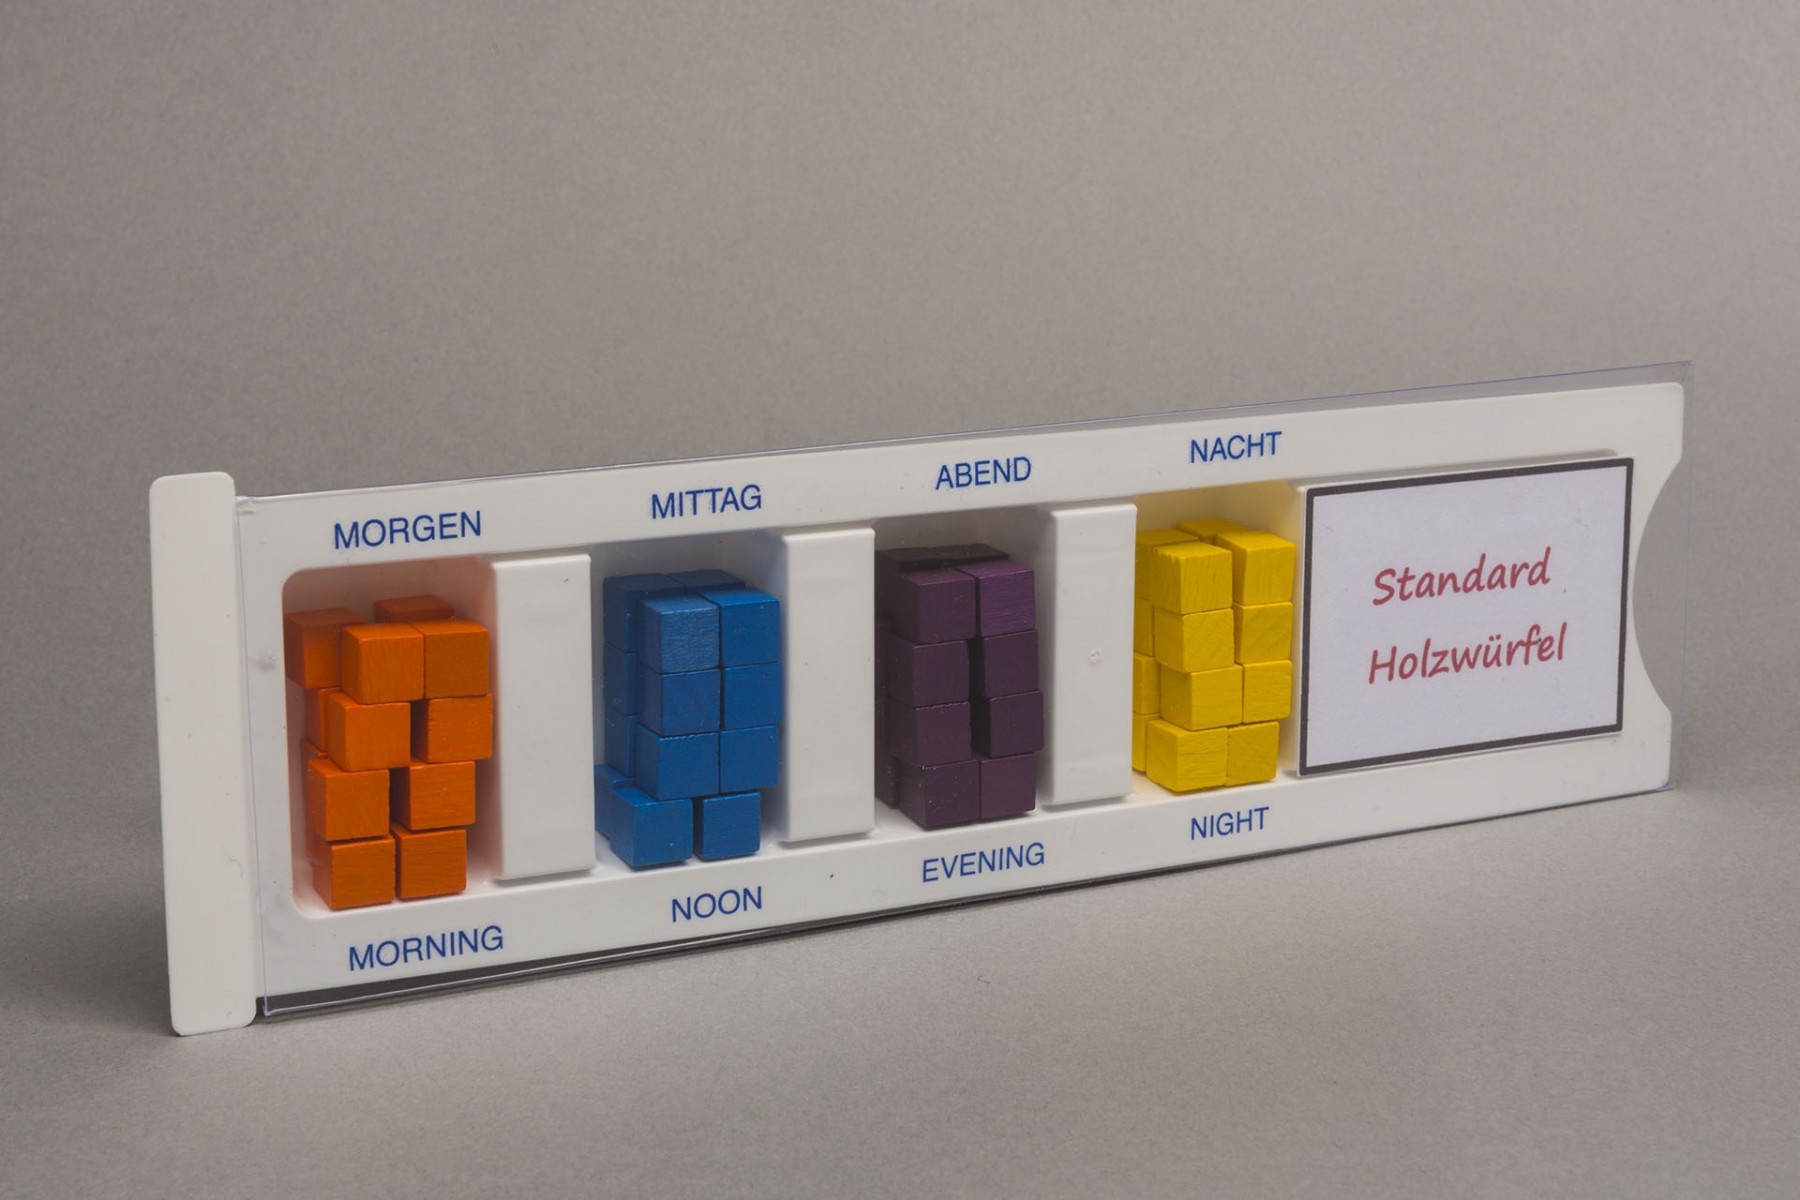 MORGEN
MITTAG
ABEND
NACHT
Standard
Holzwürfel
MORNING
NOON
EVENING
NIGHT